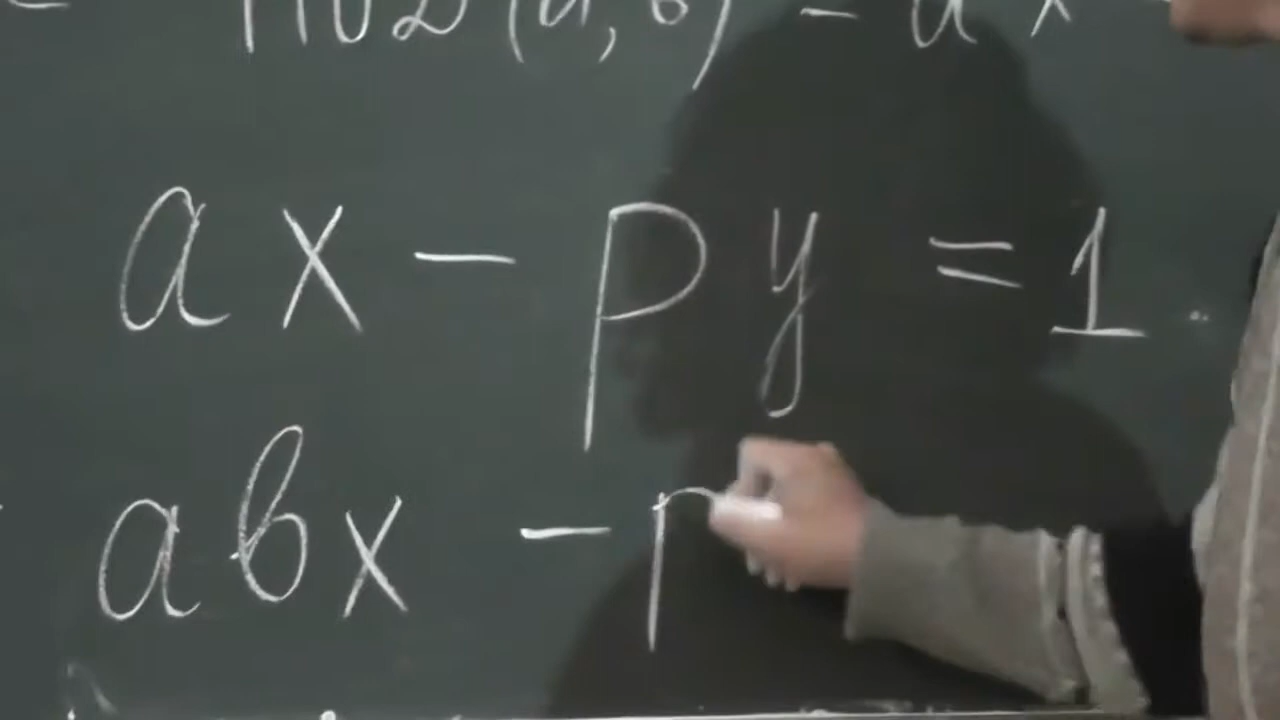 НОД(a,b) = ax
ax - py = 1
abx - p